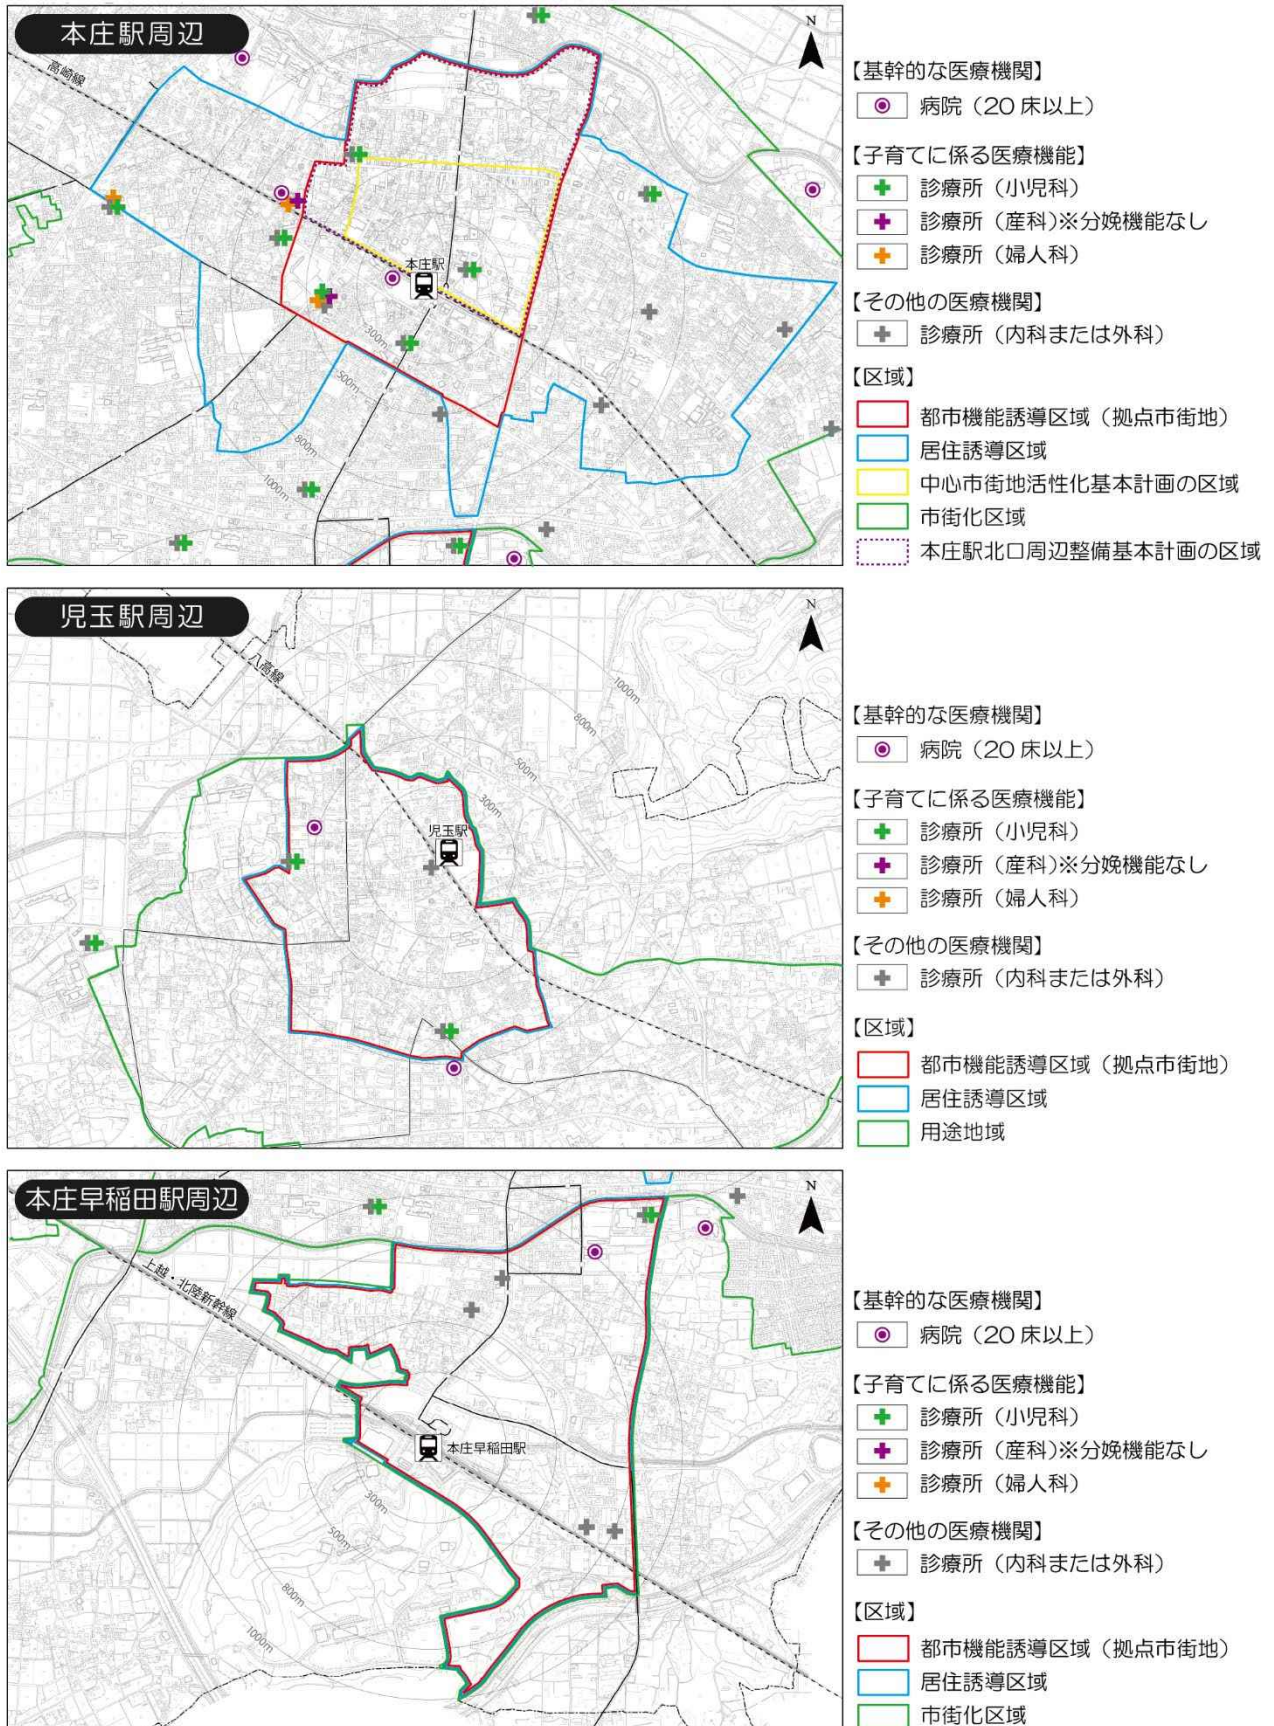 本庄駅周辺
高崎線
本庄駅
300m
500m
800m
1000m
N
【基幹的な医療機関】
病院（20 床以上）
【子育てに係る医療機能】
診療所（小児科）
診療所（産科）※分娩機能なし
診療所（婦人科）
【その他の医療機関】
診療所（内科または外科）
【区域】
都市機能誘導区域（拠点市街地）
居住誘導区域
中心市街地活性化基本計画の区域
市街化区域
本庄駅北口周辺整備基本計画の区域
児玉駅周辺
八高線
児玉駅
300m
500m
800m
1000m
N
【基幹的な医療機関】
病院（20 床以上）
【子育てに係る医療機能】
診療所（小児科）
診療所（産科）※分娩機能なし
診療所（婦人科）
【その他の医療機関】
診療所（内科または外科）
【区域】
都市機能誘導区域（拠点市街地）
居住誘導区域
用途地域
本庄早稲田駅周辺
上越・北陸新幹線
本庄早稲田駅
300m
500m
800m
1000m
N
【基幹的な医療機関】
病院（20 床以上）
【子育てに係る医療機能】
診療所（小児科）
診療所（産科）※分娩機能なし
診療所（婦人科）
【その他の医療機関】
診療所（内科または外科）
【区域】
都市機能誘導区域（拠点市街地）
居住誘導区域
市街化区域